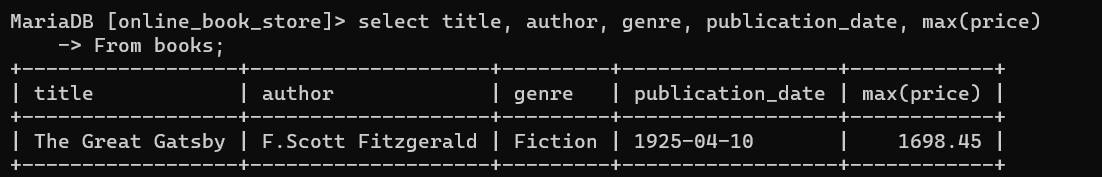 MariaDB [online_book_store]> select title, author, genre, publication_date, max(price)
    -> From books;
+------------------+--------------------+---------+------------------+------------+
| title            | author             | genre   | publication_date | max(price) |
+------------------+--------------------+---------+------------------+------------+
| The Great Gatsby | F.Scott Fitzgerald | Fiction | 1925-04-10       |    1698.45 |
+------------------+--------------------+---------+------------------+------------+